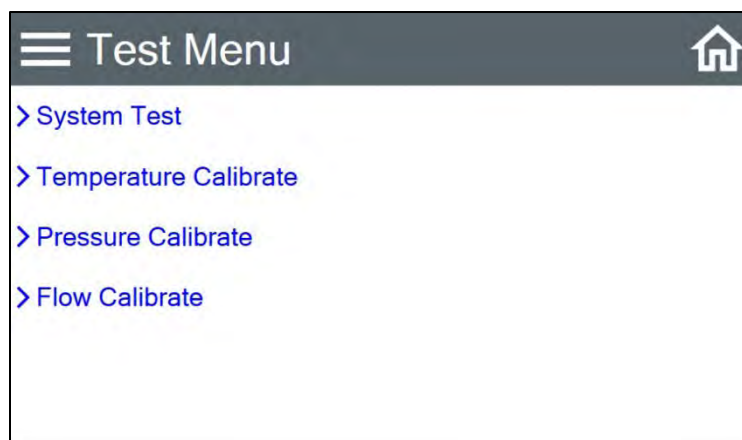 Test Menu
System Test
Temperature Calibrate
Pressure Calibrate
Flow Calibrate